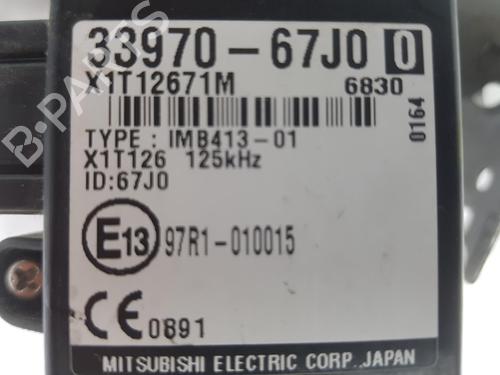 33970-67J0 0
X1T12671M 6830
0164
TYPE : IMB413-01
X1T126 125kHz
ID:67J0
E13 97R1-010015
CE 0891
MITSUBISHI ELECTRIC CORP. JAPAN